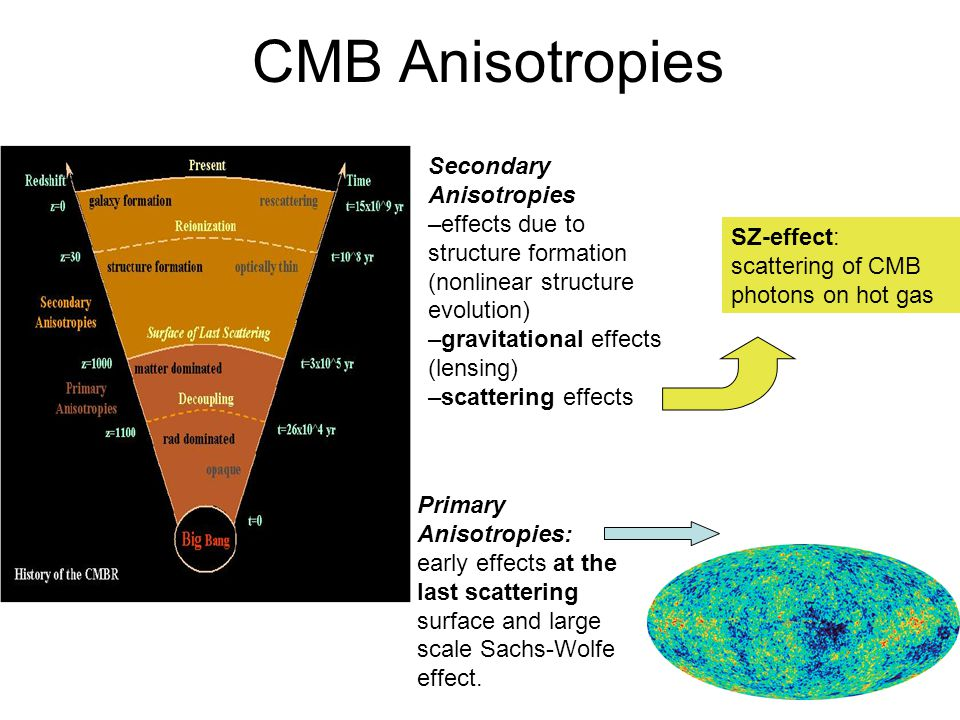 CMB Anisotropies
Present
Redshift
Time
z=0
galaxy formation
rescattering
t=15x10^9 yr
Reionization
z=30
structure formation
optically thin
t=10^8 yr
Secondary
Anisotropies
Surface of Last Scattering
z=1000
matter dominated
t=3x10^5 yr
Primary
Anisotropies
Decoupling
z=1100
rad dominated
t=26x10^4 yr
opaque
t=0
Big Bang
History of the CMBR
Secondary
Anisotropies
–effects due to
structure formation
(nonlinear structure
evolution)
–gravitational effects
(lensing)
–scattering effects
SZ-effect:
scattering of CMB
photons on hot gas
Primary
Anisotropies:
early effects at the
last scattering
surface and large
scale Sachs-Wolfe
effect.